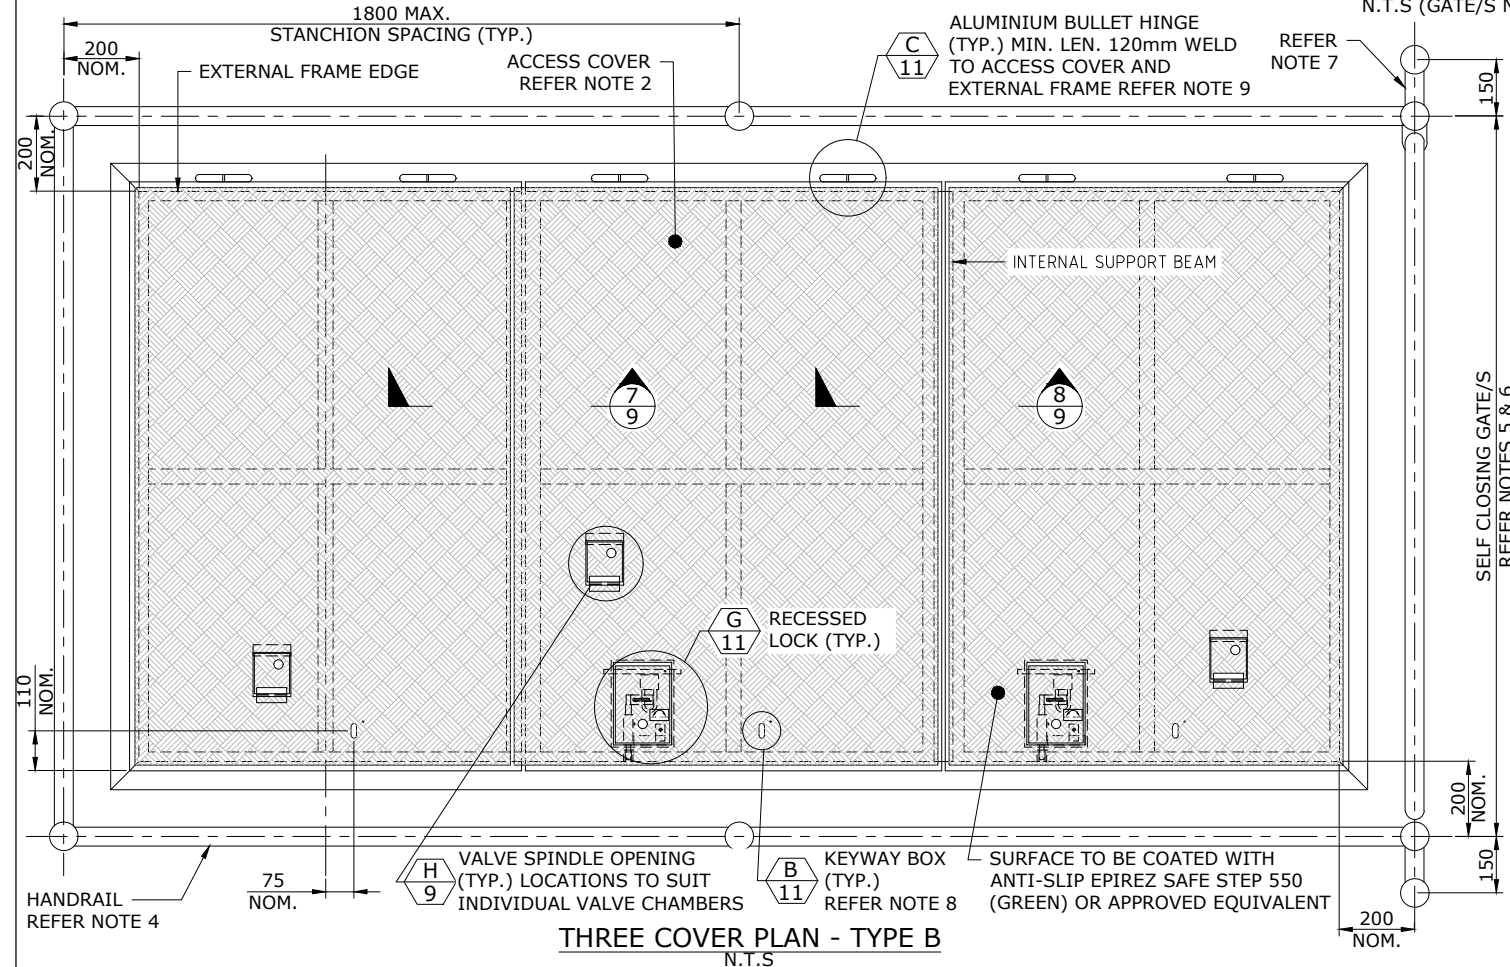 N.T.S (GATE/S
1800 MAX.
STANCHION SPACING (TYP.)
200
NOM.
EXTERNAL FRAME EDGE
ACCESS COVER
REFER NOTE 2
C
11
ALUMINIUM BULLET HINGE
(TYP.) MIN. LEN. 120mm WELD
TO ACCESS COVER AND
EXTERNAL FRAME REFER NOTE 9
REFER
NOTE 7
150
200
NOM.
INTERNAL SUPPORT BEAM
7
9
8
9
SELF CLOSING GATE/S
REFER NOTES 5 & 6
G
11
RECESSED
LOCK (TYP.)
110
NOM.
200
NOM.
150
HANDRAIL
REFER NOTE 4
75
NOM.
H
9
VALVE SPINDLE OPENING
(TYP.) LOCATIONS TO SUIT
INDIVIDUAL VALVE CHAMBERS
B
11
KEYWAY BOX
(TYP.)
REFER NOTE 8
SURFACE TO BE COATED WITH
ANTI-SLIP EPIREZ SAFE STEP 550
(GREEN) OR APPROVED EQUIVALENT
200
NOM.
THREE COVER PLAN - TYPE B
N.T.S